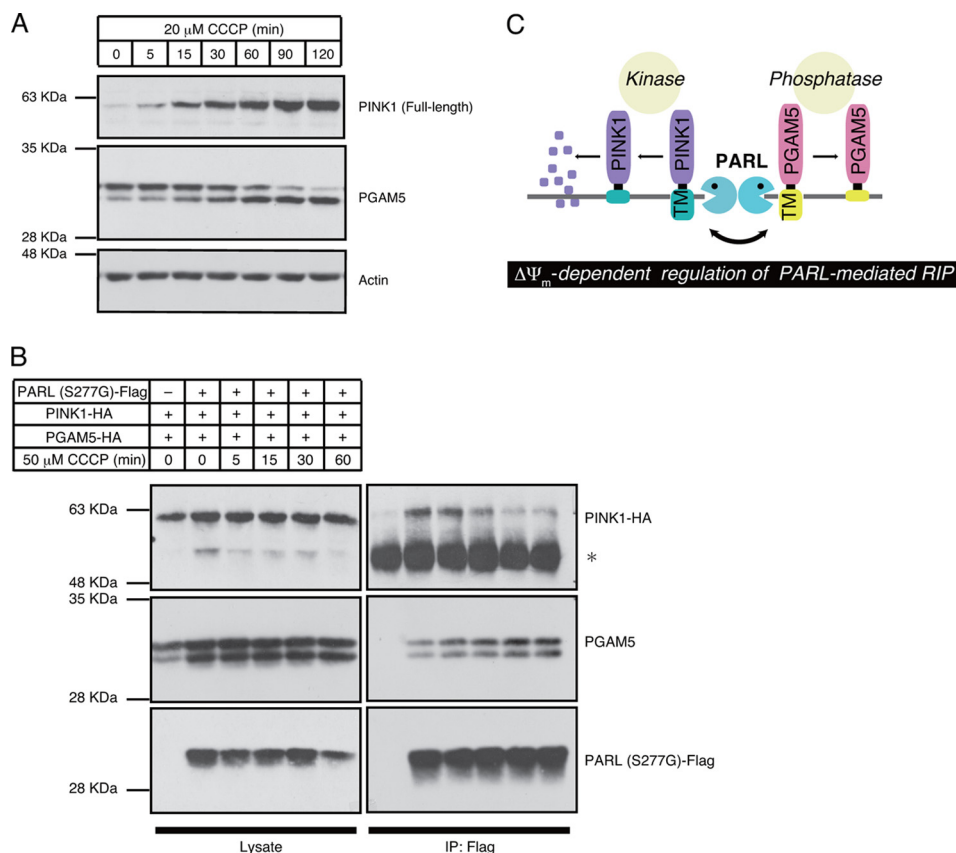 A
20 μM CCCP (min)
0 5 15 30 60 90 120
63 KDa
PINK1 (Full-length)
35 KDa
PGAM5
28 KDa
48 KDa
Actin
C
Kinase
Phosphatase
PINK1
PINK1
PARL
PGAM5
PGAM5
TM
TM
ΔΨm-dependent regulation of PARL-mediated RIP
B
PARL (S277G)-Flag – + + + + +
PINK1-HA + + + + + +
PGAM5-HA + + + + + +
50 μM CCCP (min) 0 0 5 15 30 60
63 KDa
PINK1-HA
*
48 KDa
35 KDa
PGAM5
28 KDa
PARL (S277G)-Flag
28 KDa
Lysate
IP: Flag